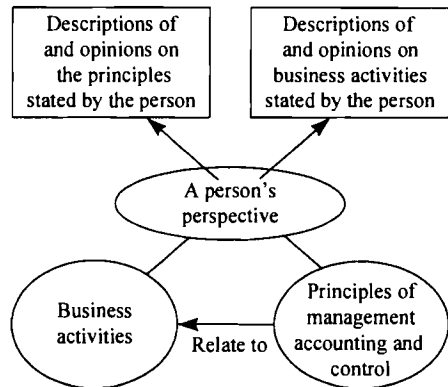 Descriptions of
and opinions on
the principles
stated by the person
Descriptions of
and opinions on
business activities
stated by the person
A person's
perspective
Business
activities
Relate to
Principles of
management
accounting and
control